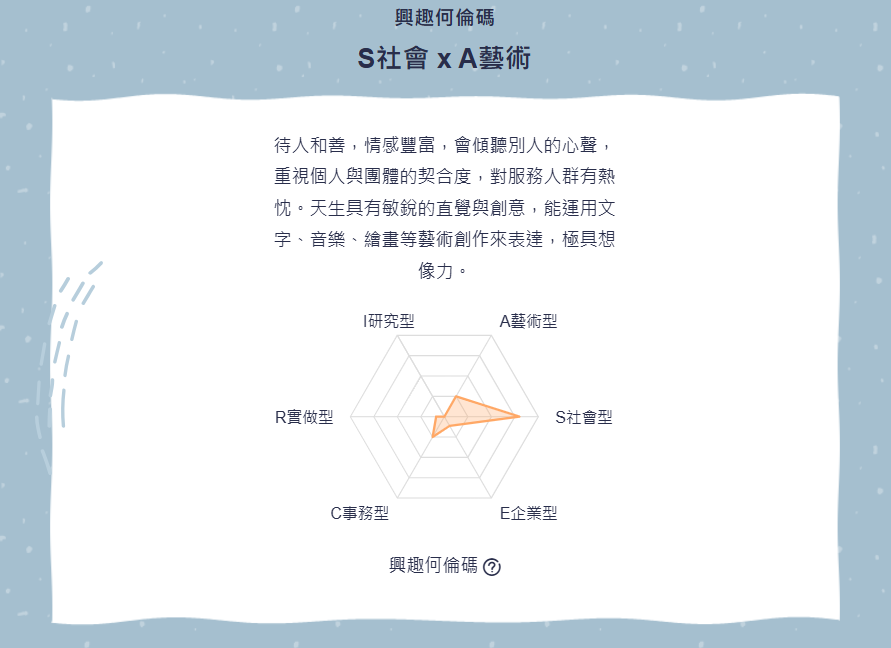 興趣何倫碼
S社會 x A藝術
待人和善，情感豐富，會傾聽別人的心聲，
重視個人與團體的契合度，對服務人群有熱
忱。天生具有敏銳的直覺與創意，能運用文
字、音樂、繪畫等藝術創作來表達，極具想
像力。
I研究型 A藝術型
R實做型 S社會型
C事務型 E企業型
興趣何倫碼 ?